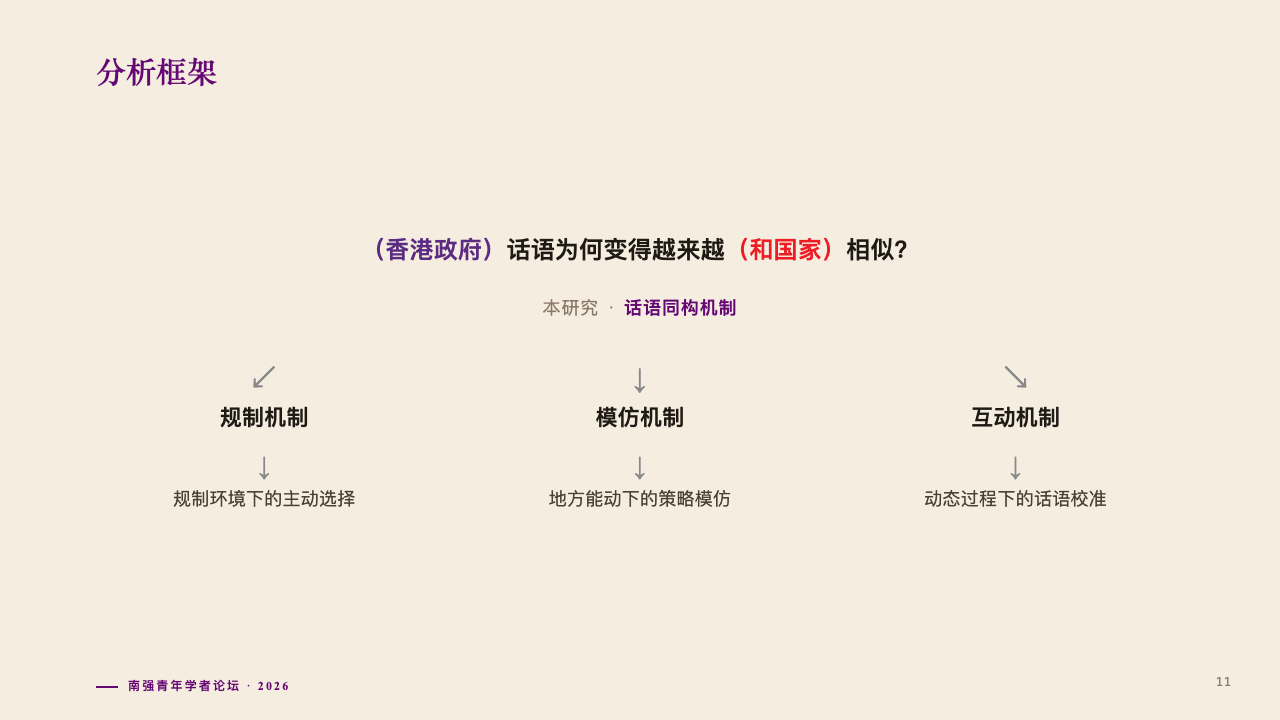 分析框架
（香港政府）话语为何变得越来越（和国家）相似?
本研究 · 话语同构机制
↙ ↓ ↘
规制机制 模仿机制 互动机制
↓ ↓ ↓
规制环境下的主动选择 地方能动下的策略模仿 动态过程下的话语校准
南强青年学者论坛 · 2026
11